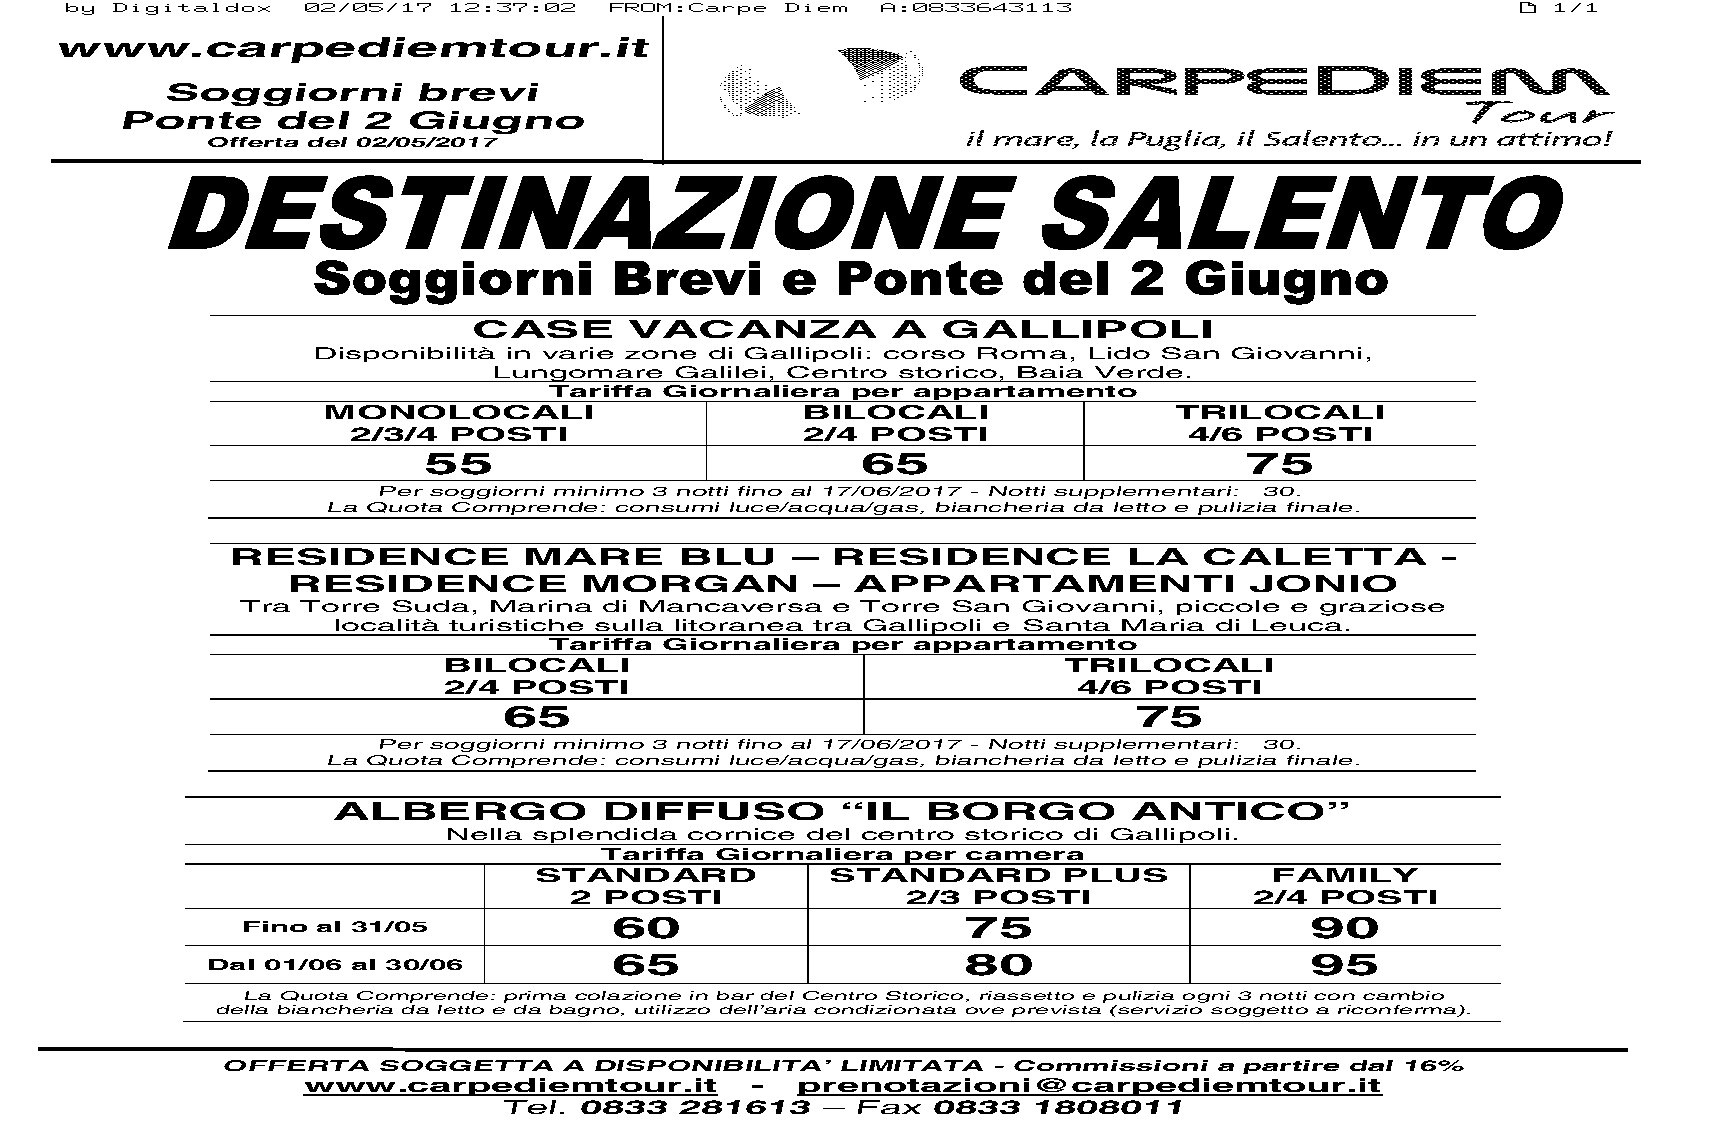 by Digitaldox 02/05/17 12:37:02 FROM:Carpe Diem A:0833643113 1/1
www.carpediemtour.it
Soggiorni brevi
Ponte del 2 Giugno
Offerta del 02/05/2017
CARPEDIEM
Tour
il mare, la Puglia, il Salento... in un attimo!
DESTINAZIONE SALENTO
Soggiorni Brevi e Ponte del 2 Giugno
CASE VACANZA A GALLIPOLI
Disponibilità in varie zone di Gallipoli: corso Roma, Lido San Giovanni,
Lungomare Galilei, Centro storico, Baia Verde.
Tariffa Giornaliera per appartamento
MONOLOCALI BILOCALI TRILOCALI
2/3/4 POSTI 2/4 POSTI 4/6 POSTI
55 65 75
Per soggiorni minimo 3 notti fino al 17/06/2017 - Notti supplementari: 30.
La Quota Comprende: consumi luce/acqua/gas, biancheria da letto e pulizia finale.
RESIDENCE MARE BLU – RESIDENCE LA CALETTA -
RESIDENCE MORGAN – APPARTAMENTI JONIO
Tra Torre Suda, Marina di Mancaversa e Torre San Giovanni, piccole e graziose
località turistiche sulla litoranea tra Gallipoli e Santa Maria di Leuca.
Tariffa Giornaliera per appartamento
BILOCALI TRILOCALI
2/4 POSTI 4/6 POSTI
65 75
Per soggiorni minimo 3 notti fino al 17/06/2017 - Notti supplementari: 30.
La Quota Comprende: consumi luce/acqua/gas, biancheria da letto e pulizia finale.
ALBERGO DIFFUSO “IL BORGO ANTICO”
Nella splendida cornice del centro storico di Gallipoli.
Tariffa Giornaliera per camera
STANDARD STANDARD PLUS FAMILY
2 POSTI 2/3 POSTI 2/4 POSTI
Fino al 31/05 60 75 90
Dal 01/06 al 30/06 65 80 95
La Quota Comprende: prima colazione in bar del Centro Storico, riassetto e pulizia ogni 3 notti con cambio
della biancheria da letto e da bagno, utilizzo dell’aria condizionata ove prevista (servizio soggetto a riconferma).
OFFERTA SOGGETTA A DISPONIBILITA’ LIMITATA - Commissioni a partire dal 16%
www.carpediemtour.it - prenotazioni@carpediemtour.it
Tel. 0833 281613 – Fax 0833 1808011